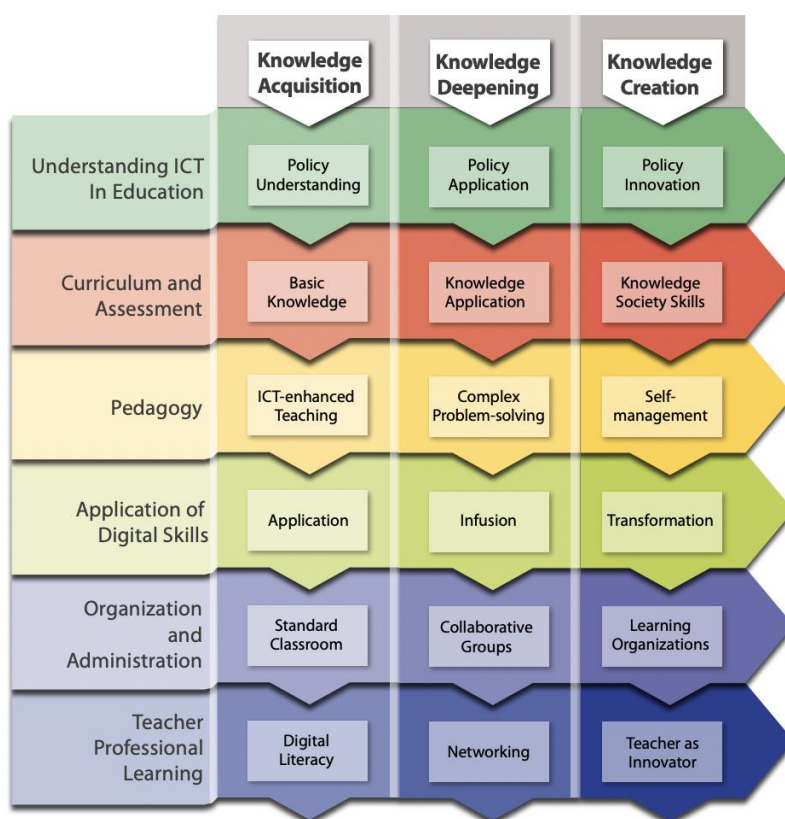 Knowledge
Acquisition
Knowledge
Deepening
Knowledge
Creation
Understanding ICT
In Education
Policy
Understanding
Policy
Application
Policy
Innovation
Curriculum and
Assessment
Basic
Knowledge
Knowledge
Application
Knowledge
Society Skills
Pedagogy
ICT-enhanced
Teaching
Complex
Problem-solving
Self-
management
Application of
Digital Skills
Application
Infusion
Transformation
Organization
and
Administration
Standard
Classroom
Collaborative
Groups
Learning
Organizations
Teacher
Professional
Learning
Digital
Literacy
Networking
Teacher as
Innovator